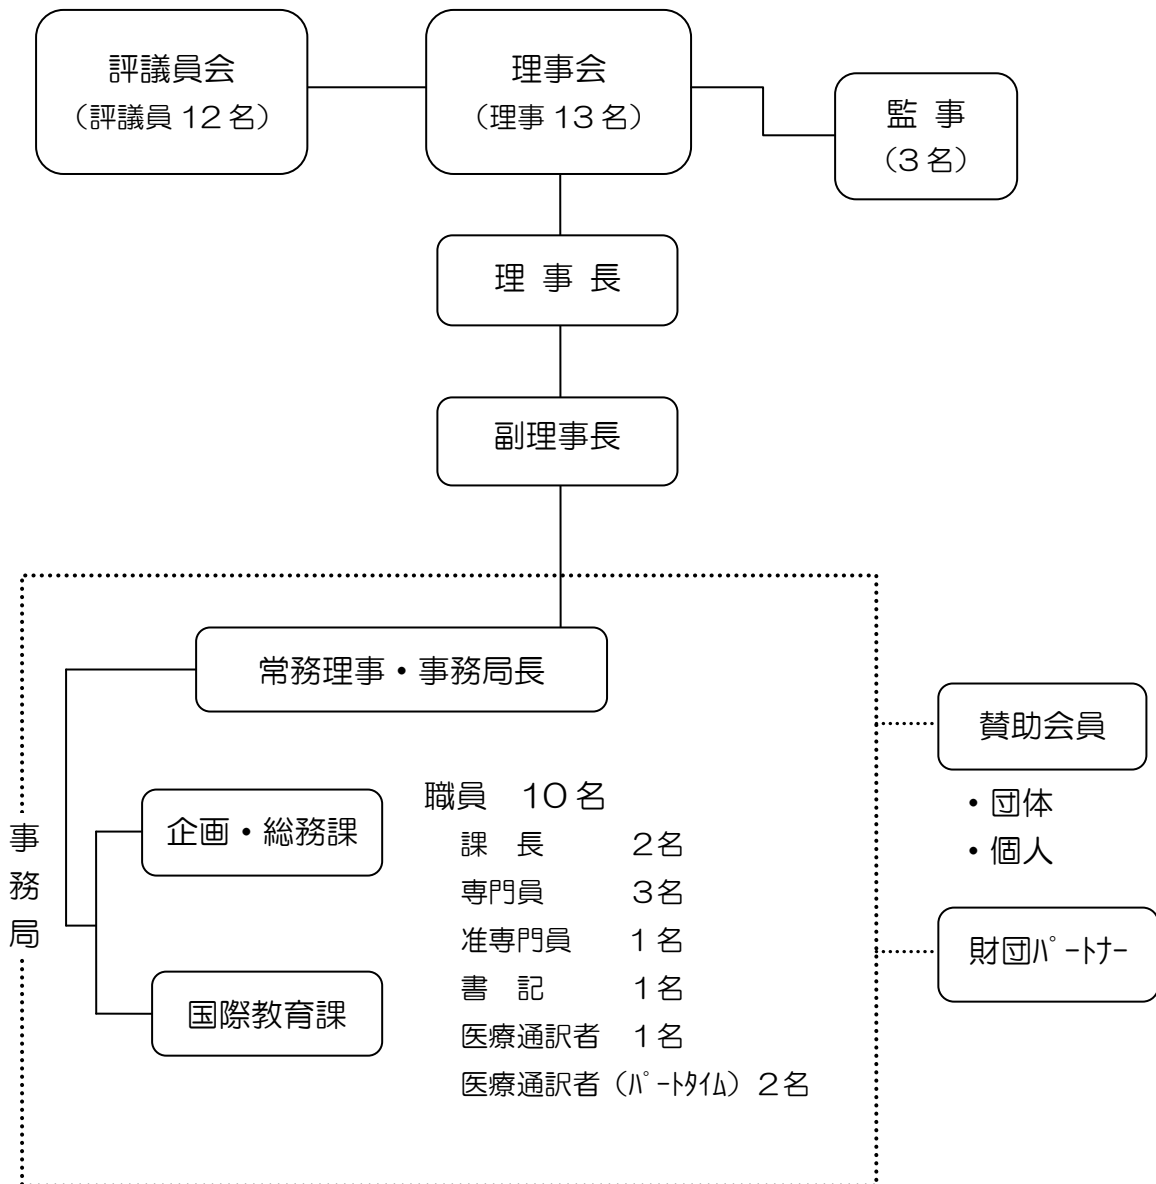 評議員会
（評議員 12 名）
理事会
（理事 13 名）
監 事
（3 名）
理 事 長
副理事長
常務理事・事務局長
事務局
企画・総務課
国際教育課
職員 10 名
課 長 2名
専門員 3名
准専門員 1名
書 記 1名
医療通訳者 1名
医療通訳者（ﾊﾟｰﾄﾀｲﾑ）2名
賛助会員
・団体
・個人
財団ﾊﾟｰﾄﾅｰ